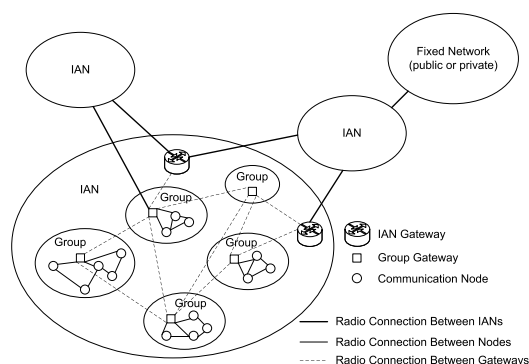 Fixed Network
(public or private)
IAN
IAN
IAN
Group
Group
Group
Group
Group
IAN Gateway
Group Gateway
Communication Node
Radio Connection Between IANs
Radio Connection Between Nodes
Radio Connection Between Gateways